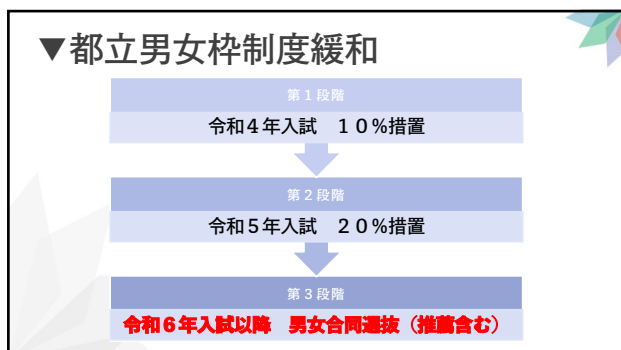 ▼都立男女枠制度緩和
第1段階
令和4年入試 10%措置
第2段階
令和5年入試 20%措置
第3段階
令和6年入試以降 男女合同選抜(推薦含む)